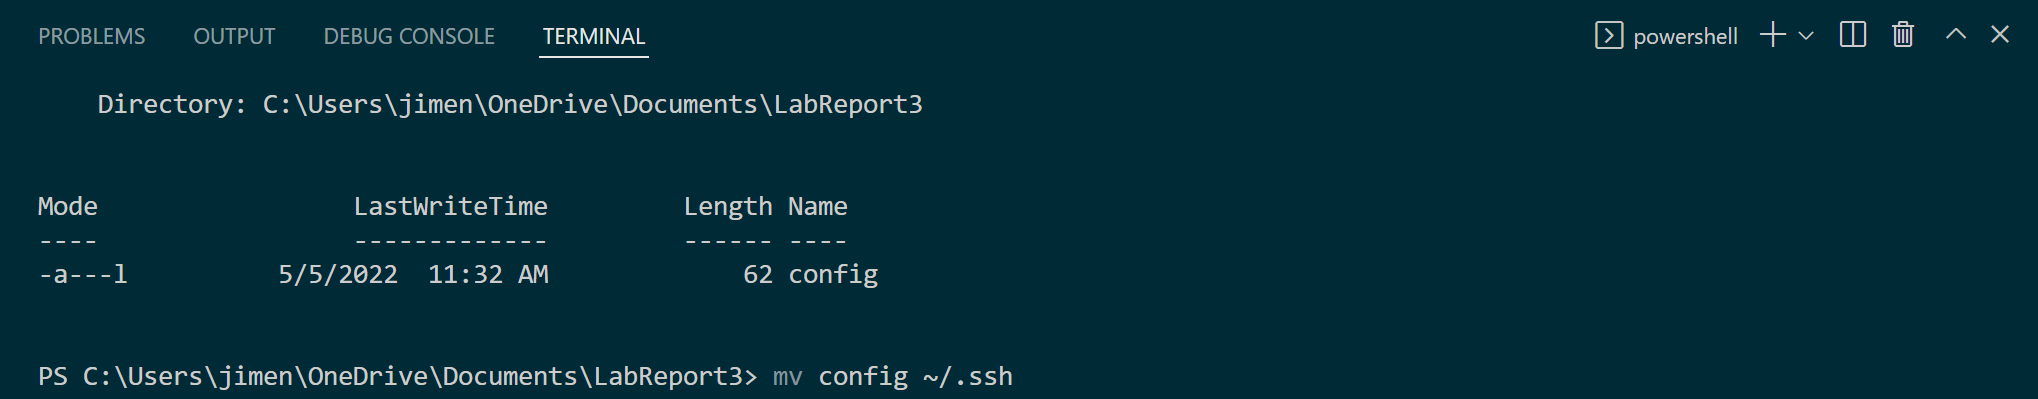 PROBLEMS OUTPUT DEBUG CONSOLE TERMINAL powershell
Directory: C:\Users\jimen\OneDrive\Documents\LabReport3
Mode LastWriteTime Length Name
---- ------------- ------ ----
-a---l 5/5/2022 11:32 AM 62 config
PS C:\Users\jimen\OneDrive\Documents\LabReport3> mv config ~/.ssh